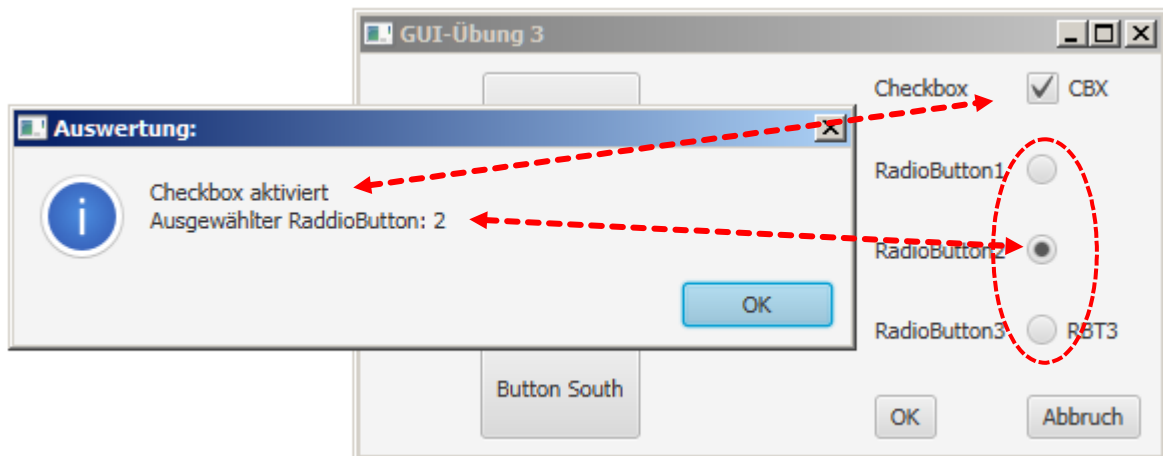 GUI-Übung 3
Checkbox
CBX
Auswertung:
RadioButton1
Checkbox aktiviert
Ausgewählter RaddioButton: 2
RadioButton2
OK
RadioButton3
RBT3
Button South
OK
Abbruch